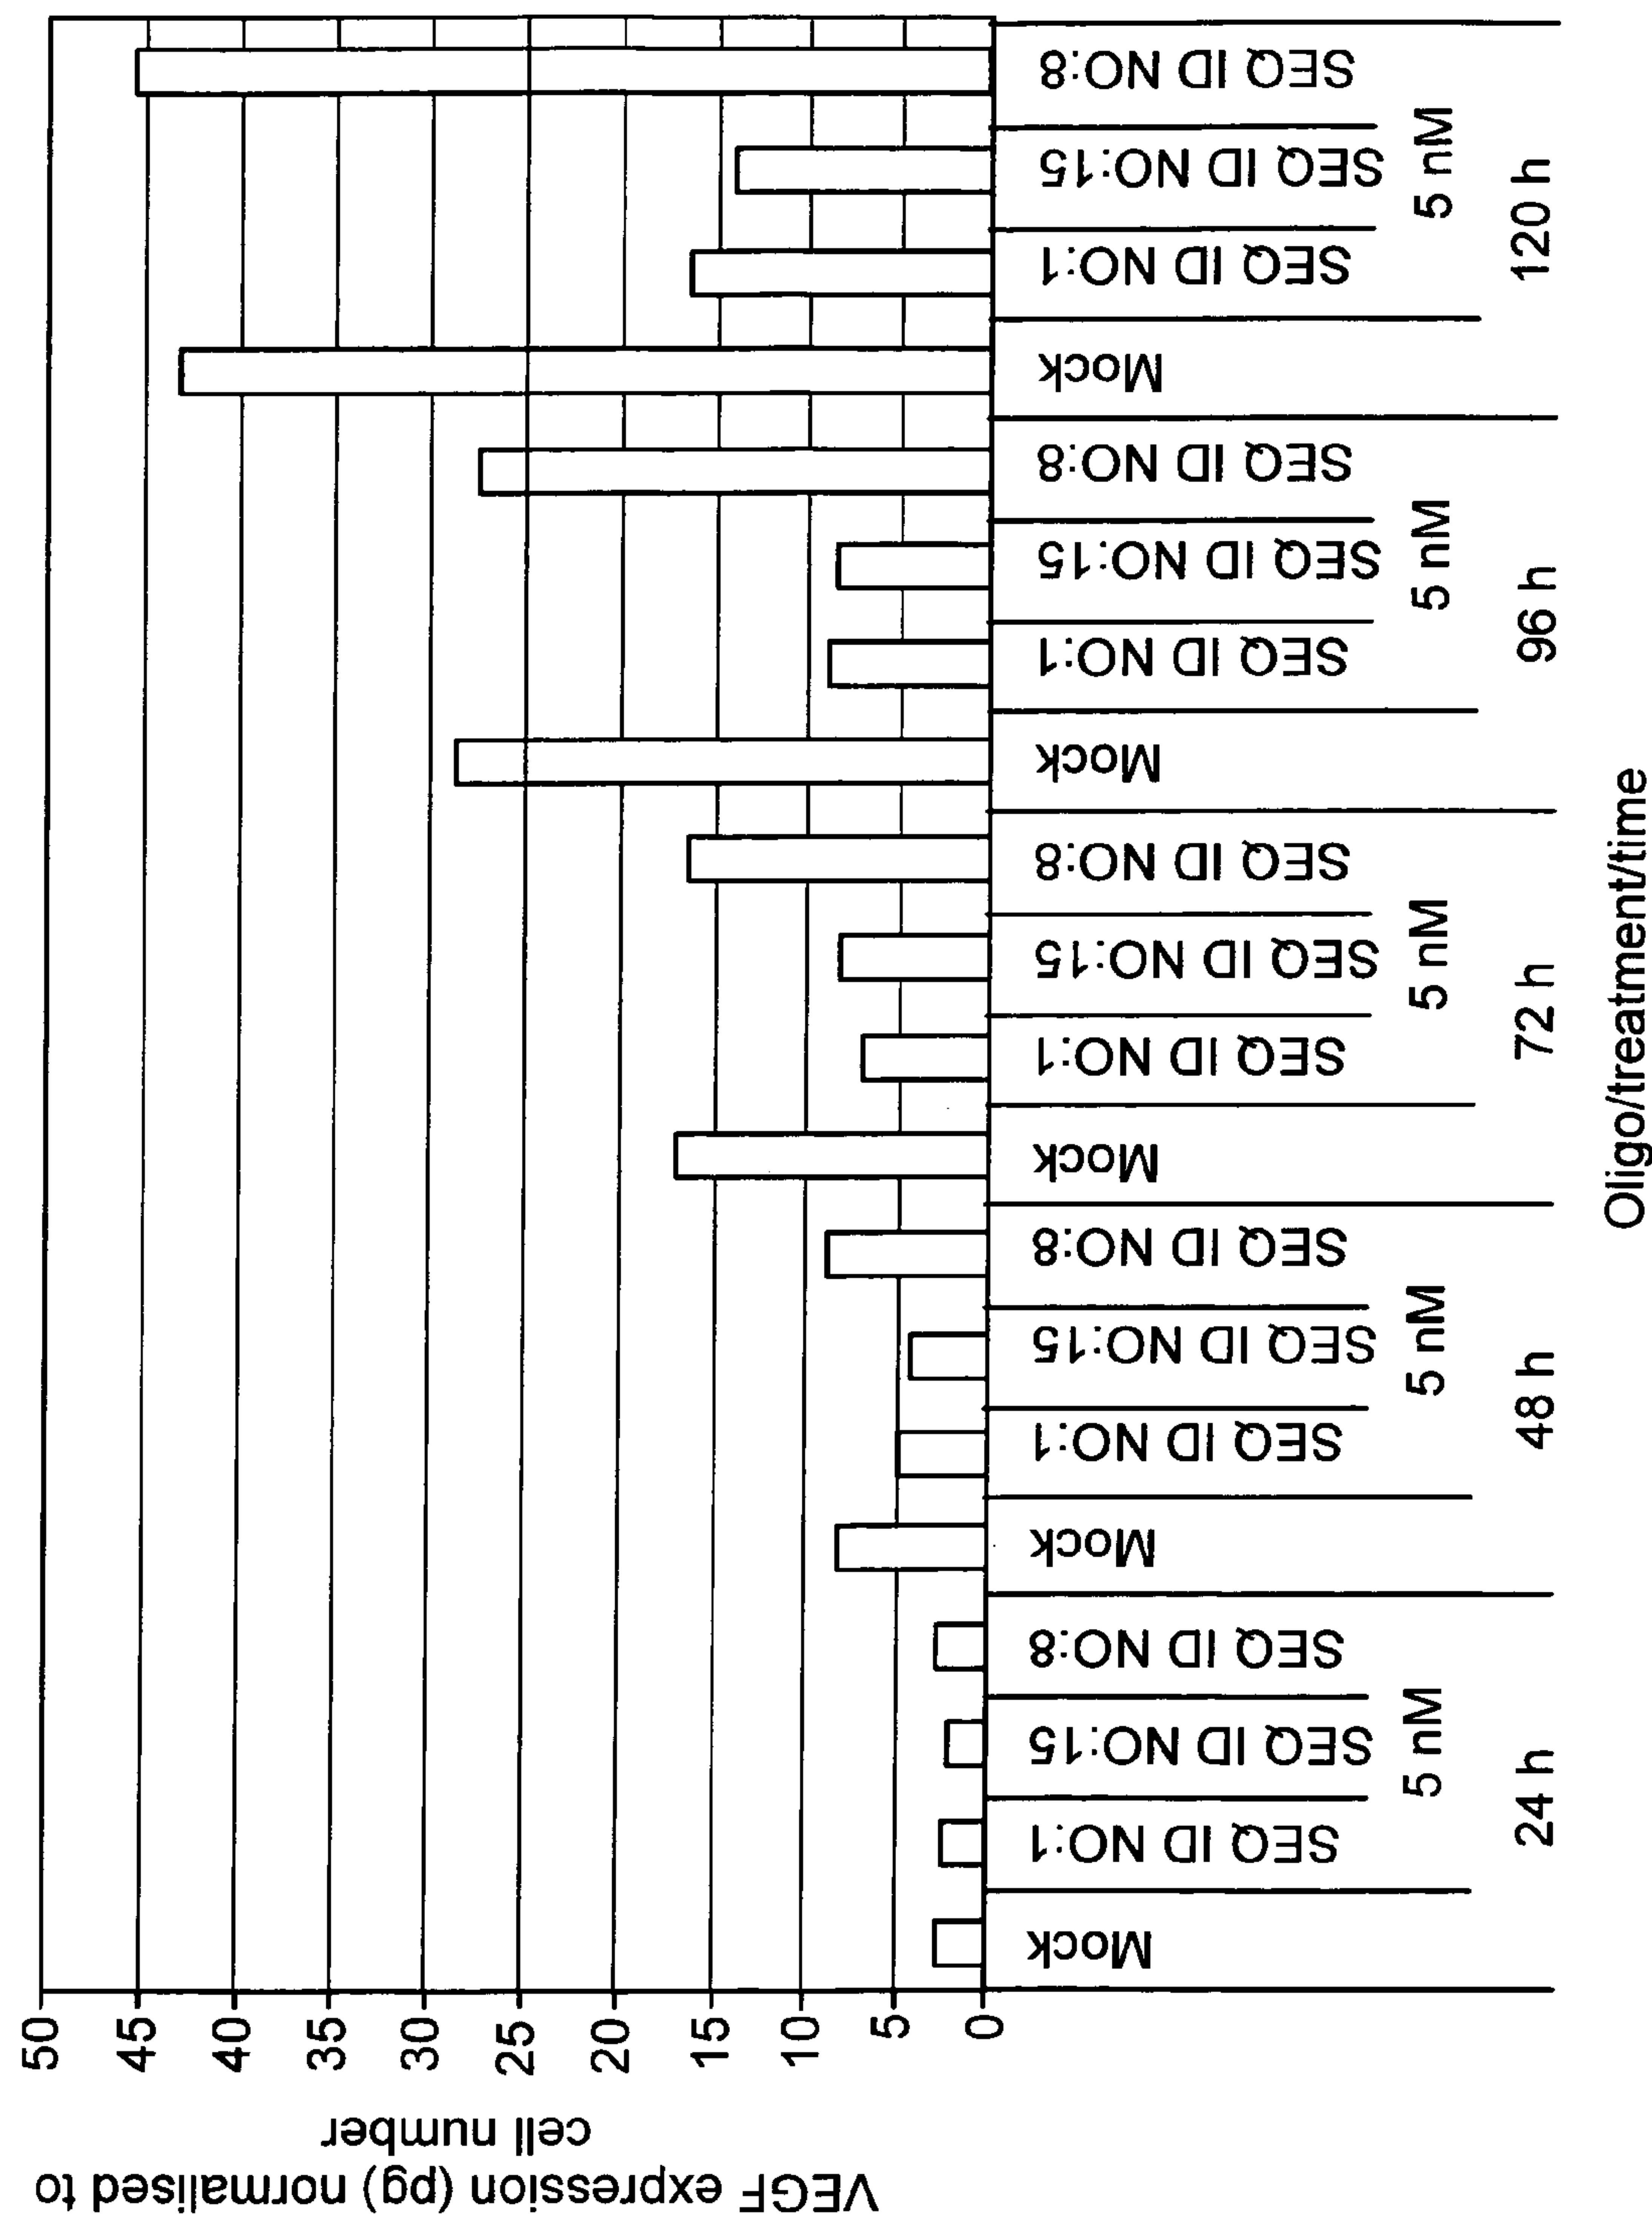 VEGF expression (pg) normalised to
cell number
50
45
40
35
30
25
20
15
10
5
0
Mock
SEQ ID NO:1
SEQ ID NO:15
SEQ ID NO:8
Mock
SEQ ID NO:1
SEQ ID NO:15
SEQ ID NO:8
Mock
SEQ ID NO:1
SEQ ID NO:15
SEQ ID NO:8
Mock
SEQ ID NO:1
SEQ ID NO:15
SEQ ID NO:8
Mock
SEQ ID NO:1
SEQ ID NO:15
SEQ ID NO:8
5 nM
5 nM
5 nM
5 nM
5 nM
24 h
48 h
72 h
96 h
120 h
Oligo/treatment/time